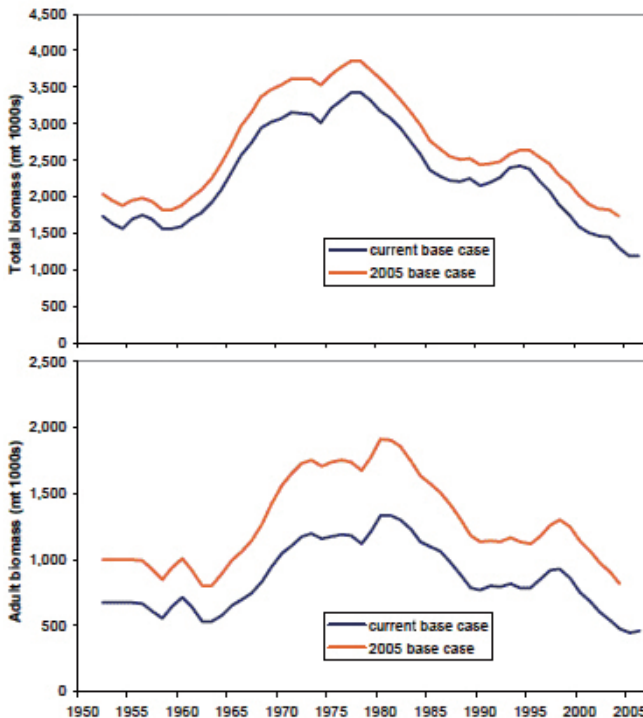 4,500
4,000
3,500
3,000
2,500
2,000
1,500
1,000
500
0
Total biomass (mt 1000s)
current base case
2005 base case
2,500
2,000
1,500
1,000
500
0
Adult biomass (mt 1000s)
current base case
2005 base case
1950 1955 1960 1965 1970 1975 1980 1985 1990 1995 2000 2005